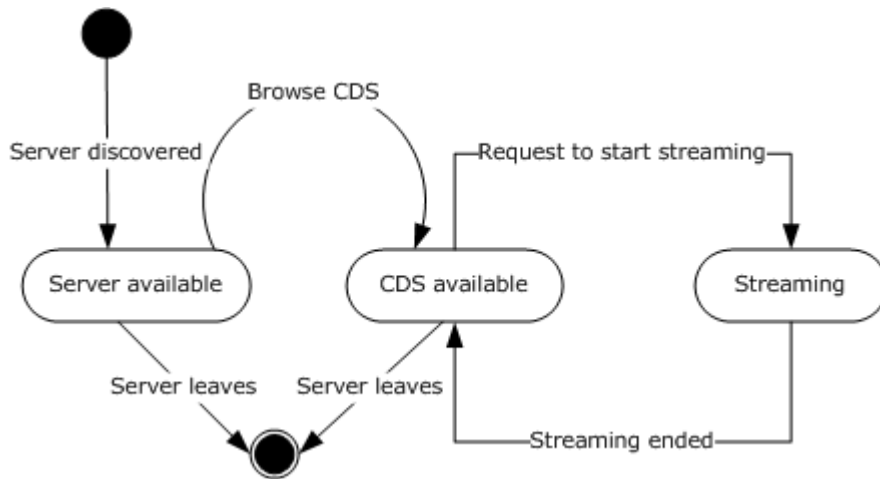 Browse CDS
Server discovered
Request to start streaming
Server available
CDS available
Streaming
Server leaves
Server leaves
Streaming ended